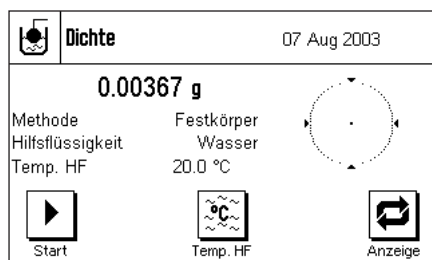 Dichte 07 Aug 2003
0.00367 g
Methode Festkörper
Hilfsflüssigkeit Wasser
Temp. HF 20.0 °C
°C
Start Temp. HF Anzeige